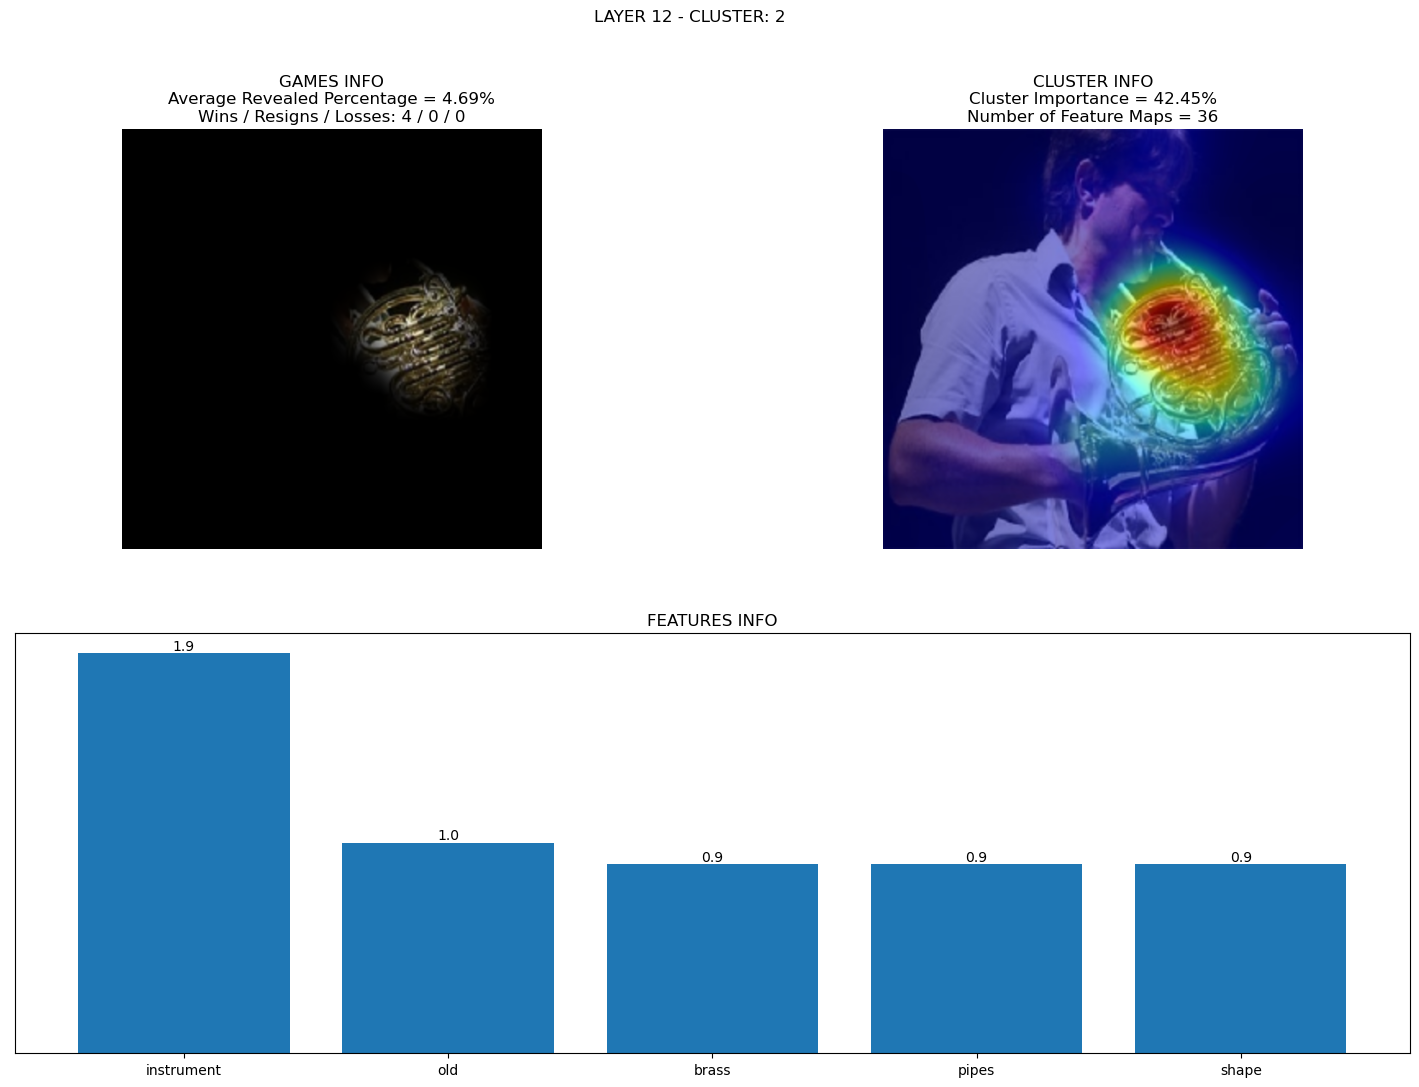 LAYER 12 - CLUSTER: 2
GAMES INFO
Average Revealed Percentage = 4.69%
Wins / Resigns / Losses: 4 / 0 / 0
CLUSTER INFO
Cluster Importance = 42.45%
Number of Feature Maps = 36
FEATURES INFO
1.9
1.0
0.9
0.9
0.9
instrument
old
brass
pipes
shape